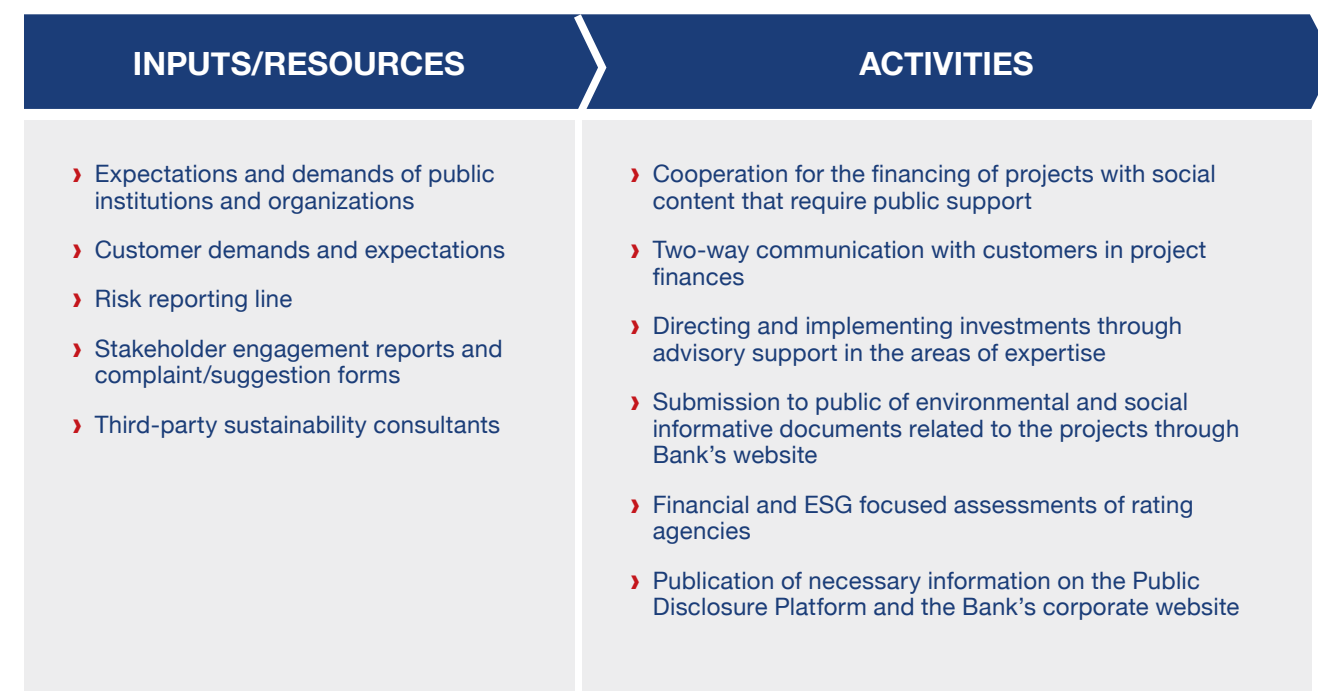 INPUTS/RESOURCES
Expectations and demands of public
institutions and organizations
Customer demands and expectations
Risk reporting line
Stakeholder engagement reports and
complaint/suggestion forms
Third-party sustainability consultants
ACTIVITIES
Cooperation for the financing of projects with social
content that require public support
Two-way communication with customers in project
finances
Directing and implementing investments through
advisory support in the areas of expertise
Submission to public of environmental and social
informative documents related to the projects through
Bank's website
Financial and ESG focused assessments of rating
agencies
Publication of necessary information on the Public
Disclosure Platform and the Bank's corporate website